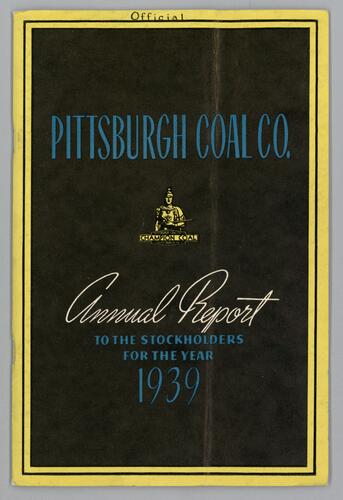 Official
PITTSBURGH COAL CO.
CHAMPION COAL
Annual Report
TO THE STOCKHOLDERS
FOR THE YEAR
1939